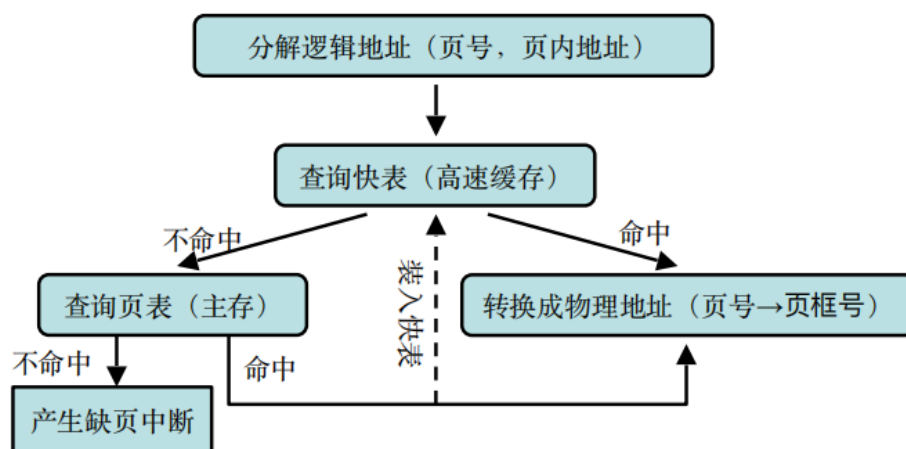 分解逻辑地址（页号，页内地址）
查询快表（高速缓存）
不命中
命中
装入快表
查询页表（主存）
转换成物理地址（页号→页框号）
不命中
命中
产生缺页中断